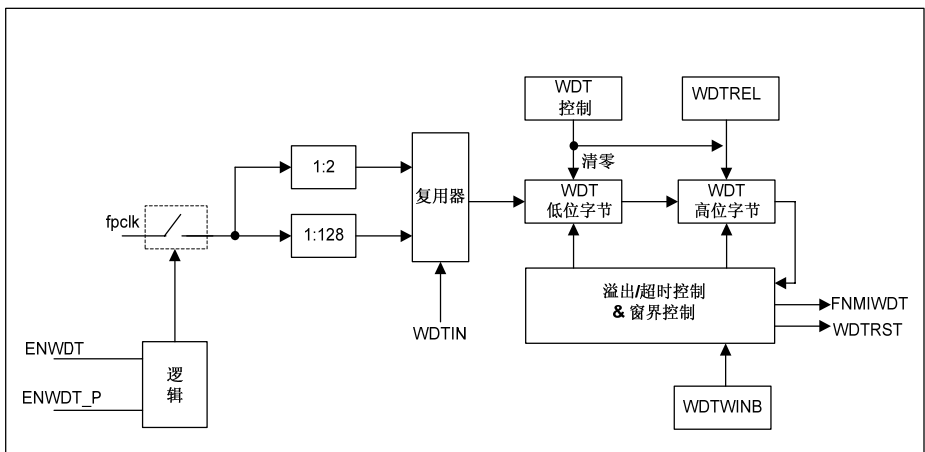 WDT
控制
WDTREL
清零
1:2
复用器
WDT
低位字节
WDT
高位字节
fpclk
1:128
溢出/超时控制
& 窗界控制
FNMIWDT
WDTRST
WDTIN
ENWDT
逻
辑
ENWDT_P
WDTWINB